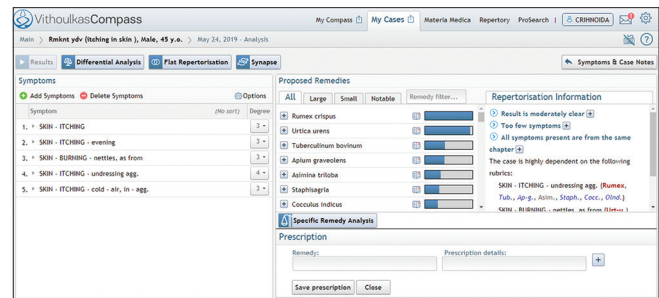 VithoulkasCompass
My Compass My Cases Materia Medica Repertory ProSearch | CRIHNOIDA
Main > Rmknt ydv (itching in skin ), Male, 45 y.o. > May 24, 2019 - Analysis
Results Differential Analysis Flat Repertorisation Synapse Symptoms & Case Notes
Symptoms
Add Symptoms Delete Symptoms Options
Symptom (No sort) Degree
1. SKIN - ITCHING 3
2. SKIN - ITCHING - evening 3
3. SKIN - BURNING - nettles, as from 3
4. SKIN - ITCHING - undressing agg. 4
5. SKIN - ITCHING - cold - air, in - agg. 3
Proposed Remedies
All Large Small Notable Remedy filter...
Rumex crispus
Urtica urens
Tuberculinum bovinum
Apium graveolens
Asimina triloba
Staphisagria
Cocculus indicus
Repertorisation Information
Result is moderately clear
Too few symptoms
All symptoms present are from the same
chapter
The case is highly dependent on the following
rubrics:
SKIN - ITCHING - undressing agg. (Rumex,
Tub., Ap-g., Asim., Staph., Cocc., Olnd.)
SKIN - BURNING - nettles, as from (Urt-u.)
Specific Remedy Analysis
Prescription
Remedy: Prescription details:
Save prescription Close